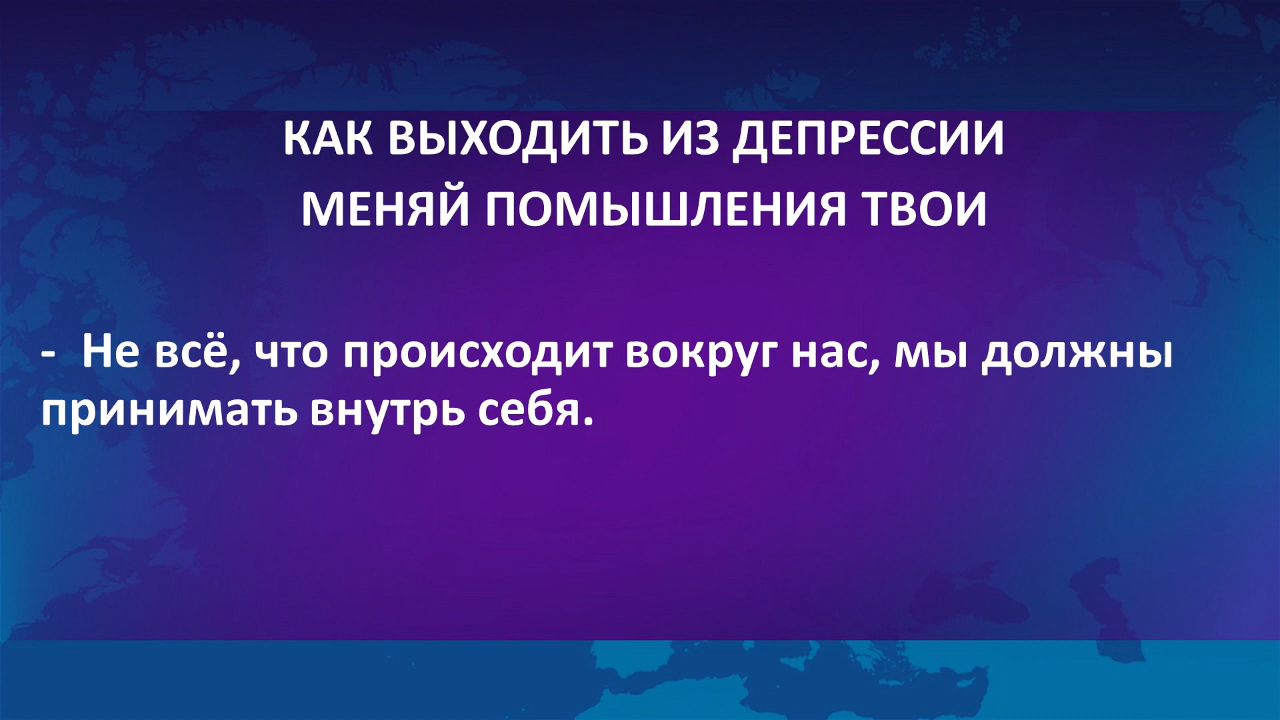 КАК ВЫХОДИТЬ ИЗ ДЕПРЕССИИ
МЕНЯЙ ПОМЫШЛЕНИЯ ТВОИ
- Не всё, что происходит вокруг нас, мы должны
принимать внутрь себя.